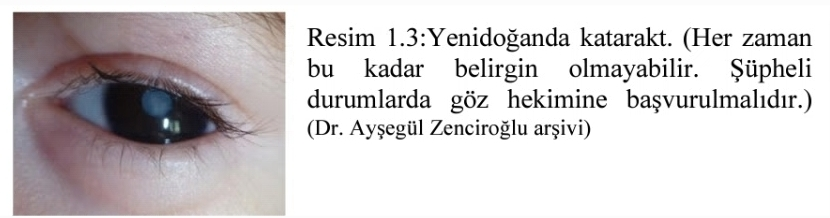 Resim 1.3:Yenidoğanda katarakt. (Her zaman
bu kadar belirgin olmayabilir. Şüpheli
durumlarda göz hekimine başvurulmalıdır.)
(Dr. Ayşegül Zenciroğlu arşivi)